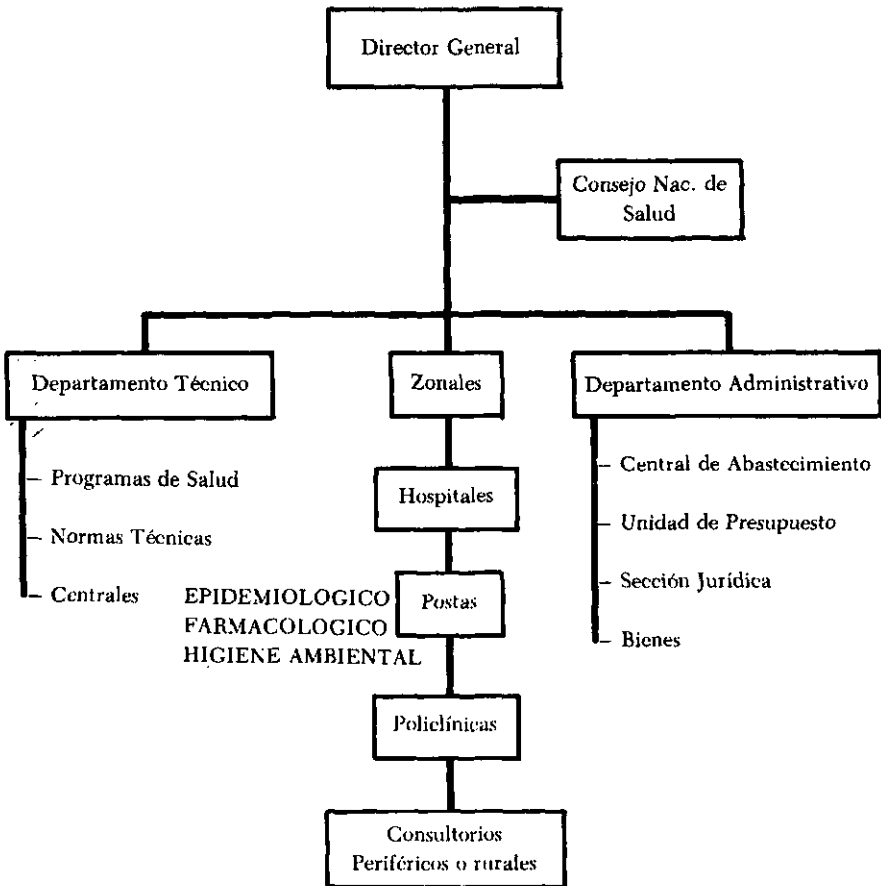 Director General
Consejo Nac. de
Salud
Departamento Técnico
Zonales
Departamento Administrativo
– Programas de Salud
– Normas Técnicas
– Centrales
EPIDEMIOLOGICO
FARMACOLOGICO
HIGIENE AMBIENTAL
Hospitales
Postas
Policlínicas
Consultorios
Periféricos o rurales
– Central de Abastecimiento
– Unidad de Presupuesto
– Sección Jurídica
– Bienes